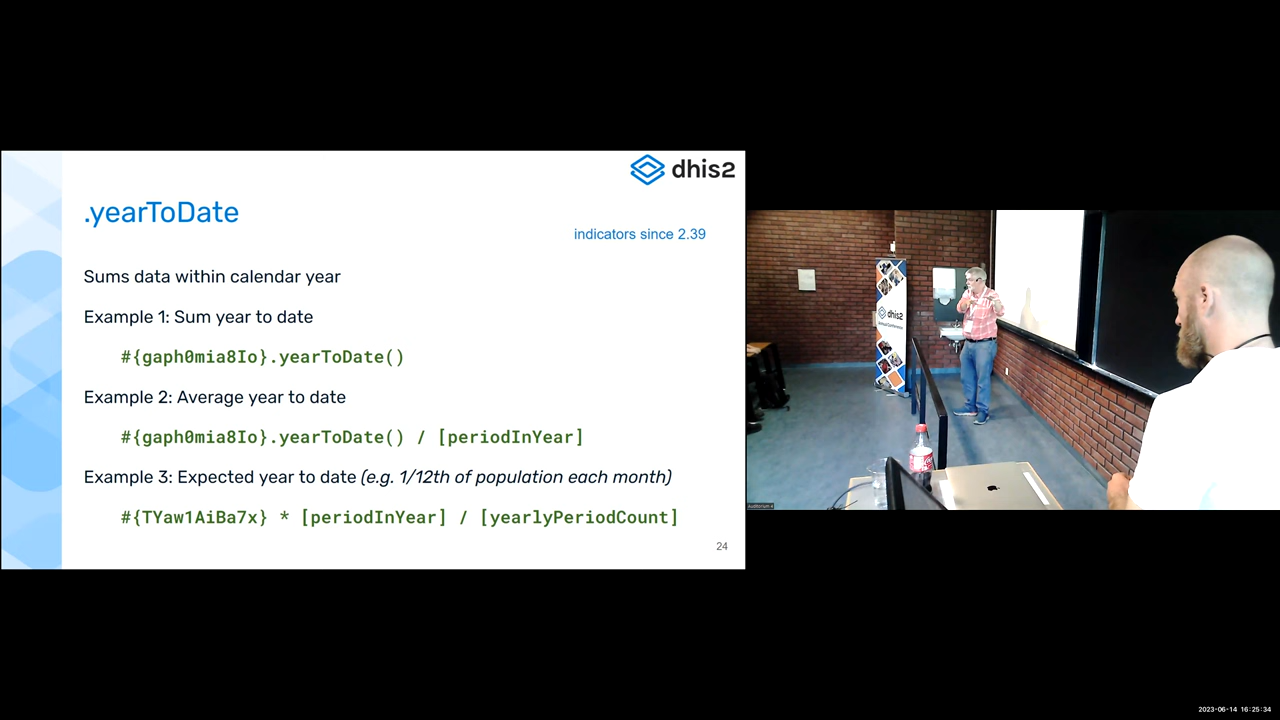 dhis2
.yearToDate
indicators since 2.39
Sums data within calendar year
Example 1: Sum year to date
#{gaph0mia8Io}.yearToDate()
Example 2: Average year to date
#{gaph0mia8Io}.yearToDate() / [periodInYear]
Example 3: Expected year to date (e.g. 1/12th of population each month)
#{TYaw1AiBa7x} * [periodInYear] / [yearlyPeriodCount]
24
dhis2
2023-06-14 16:25:34